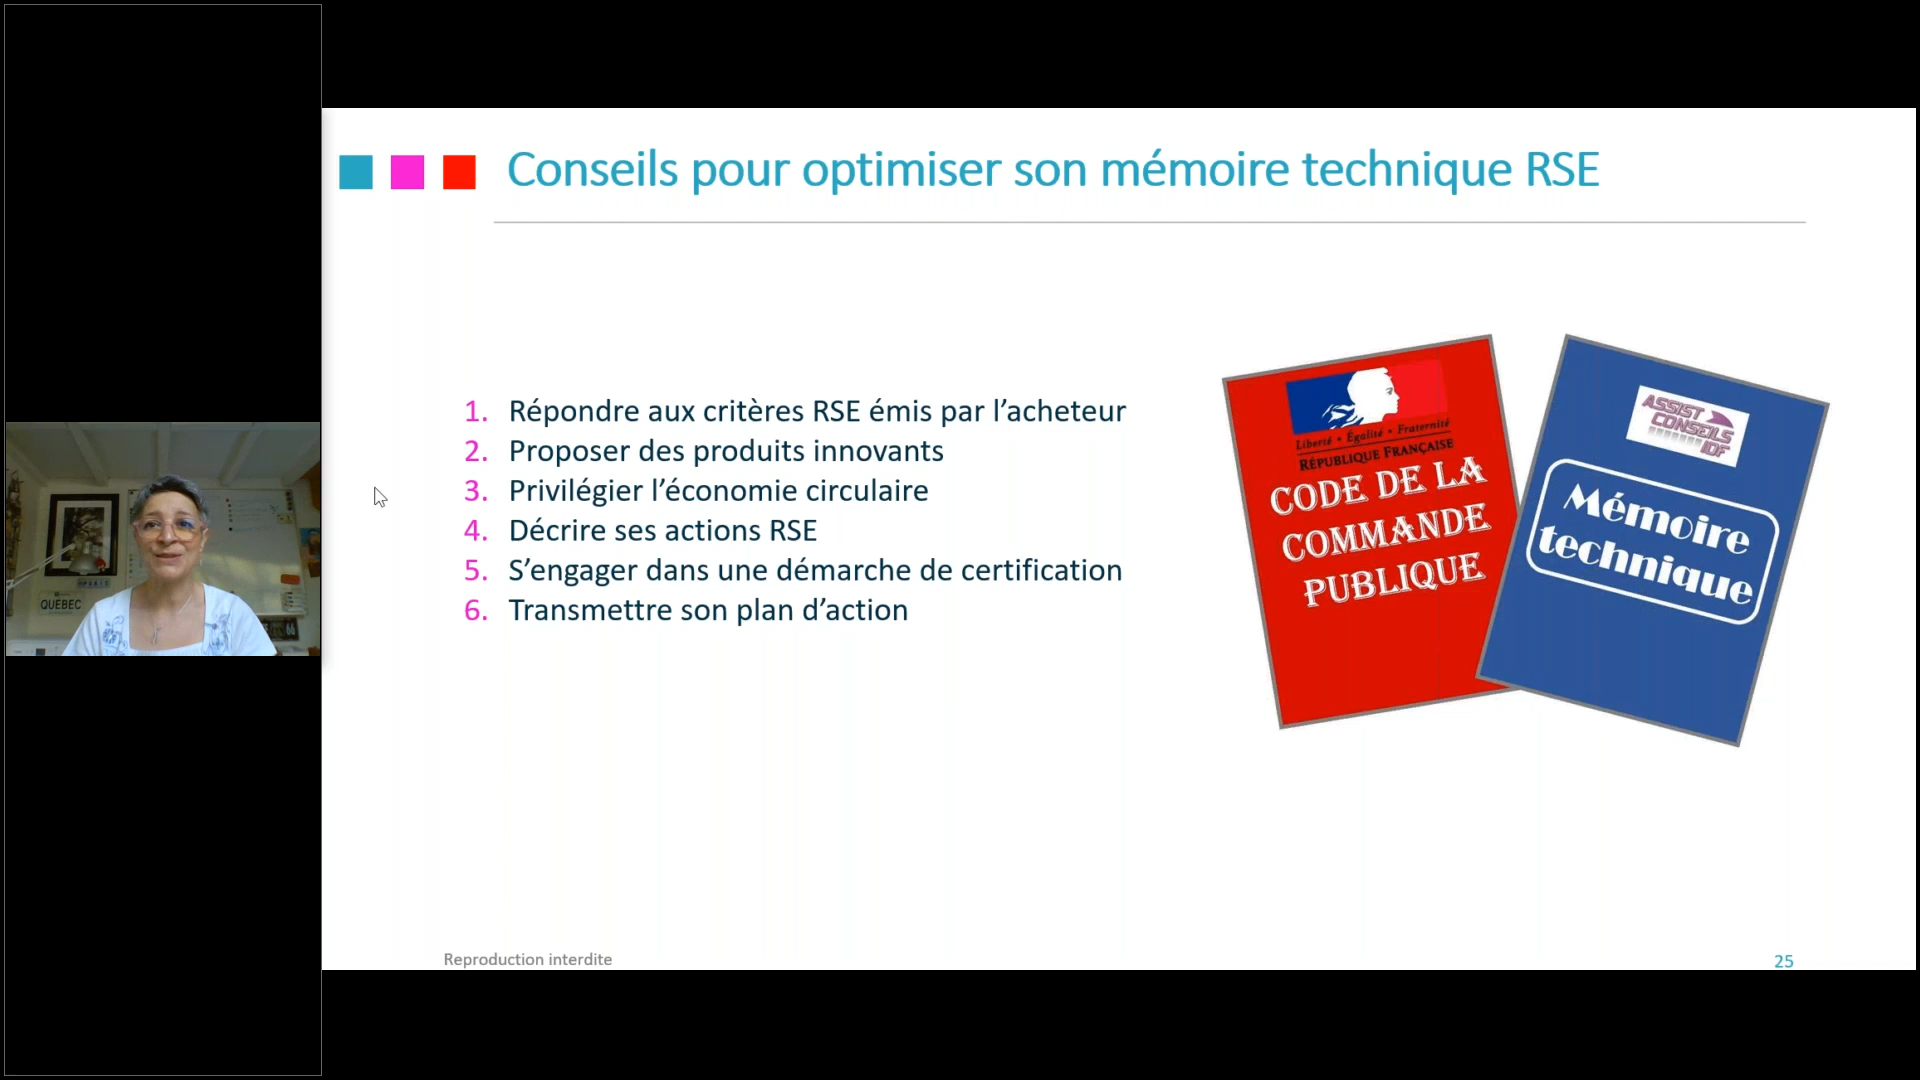 Conseils pour optimiser son mémoire technique RSE
1. Répondre aux critères RSE émis par l’acheteur
2. Proposer des produits innovants
3. Privilégier l’économie circulaire
4. Décrire ses actions RSE
5. S’engager dans une démarche de certification
6. Transmettre son plan d’action
Liberté • Égalité • Fraternité
RÉPUBLIQUE FRANÇAISE
CODE DE LA
COMMANDE
PUBLIQUE
ASSIST
CONSEILS
IDF
Mémoire
technique
QUÉBEC
Reproduction interdite
25